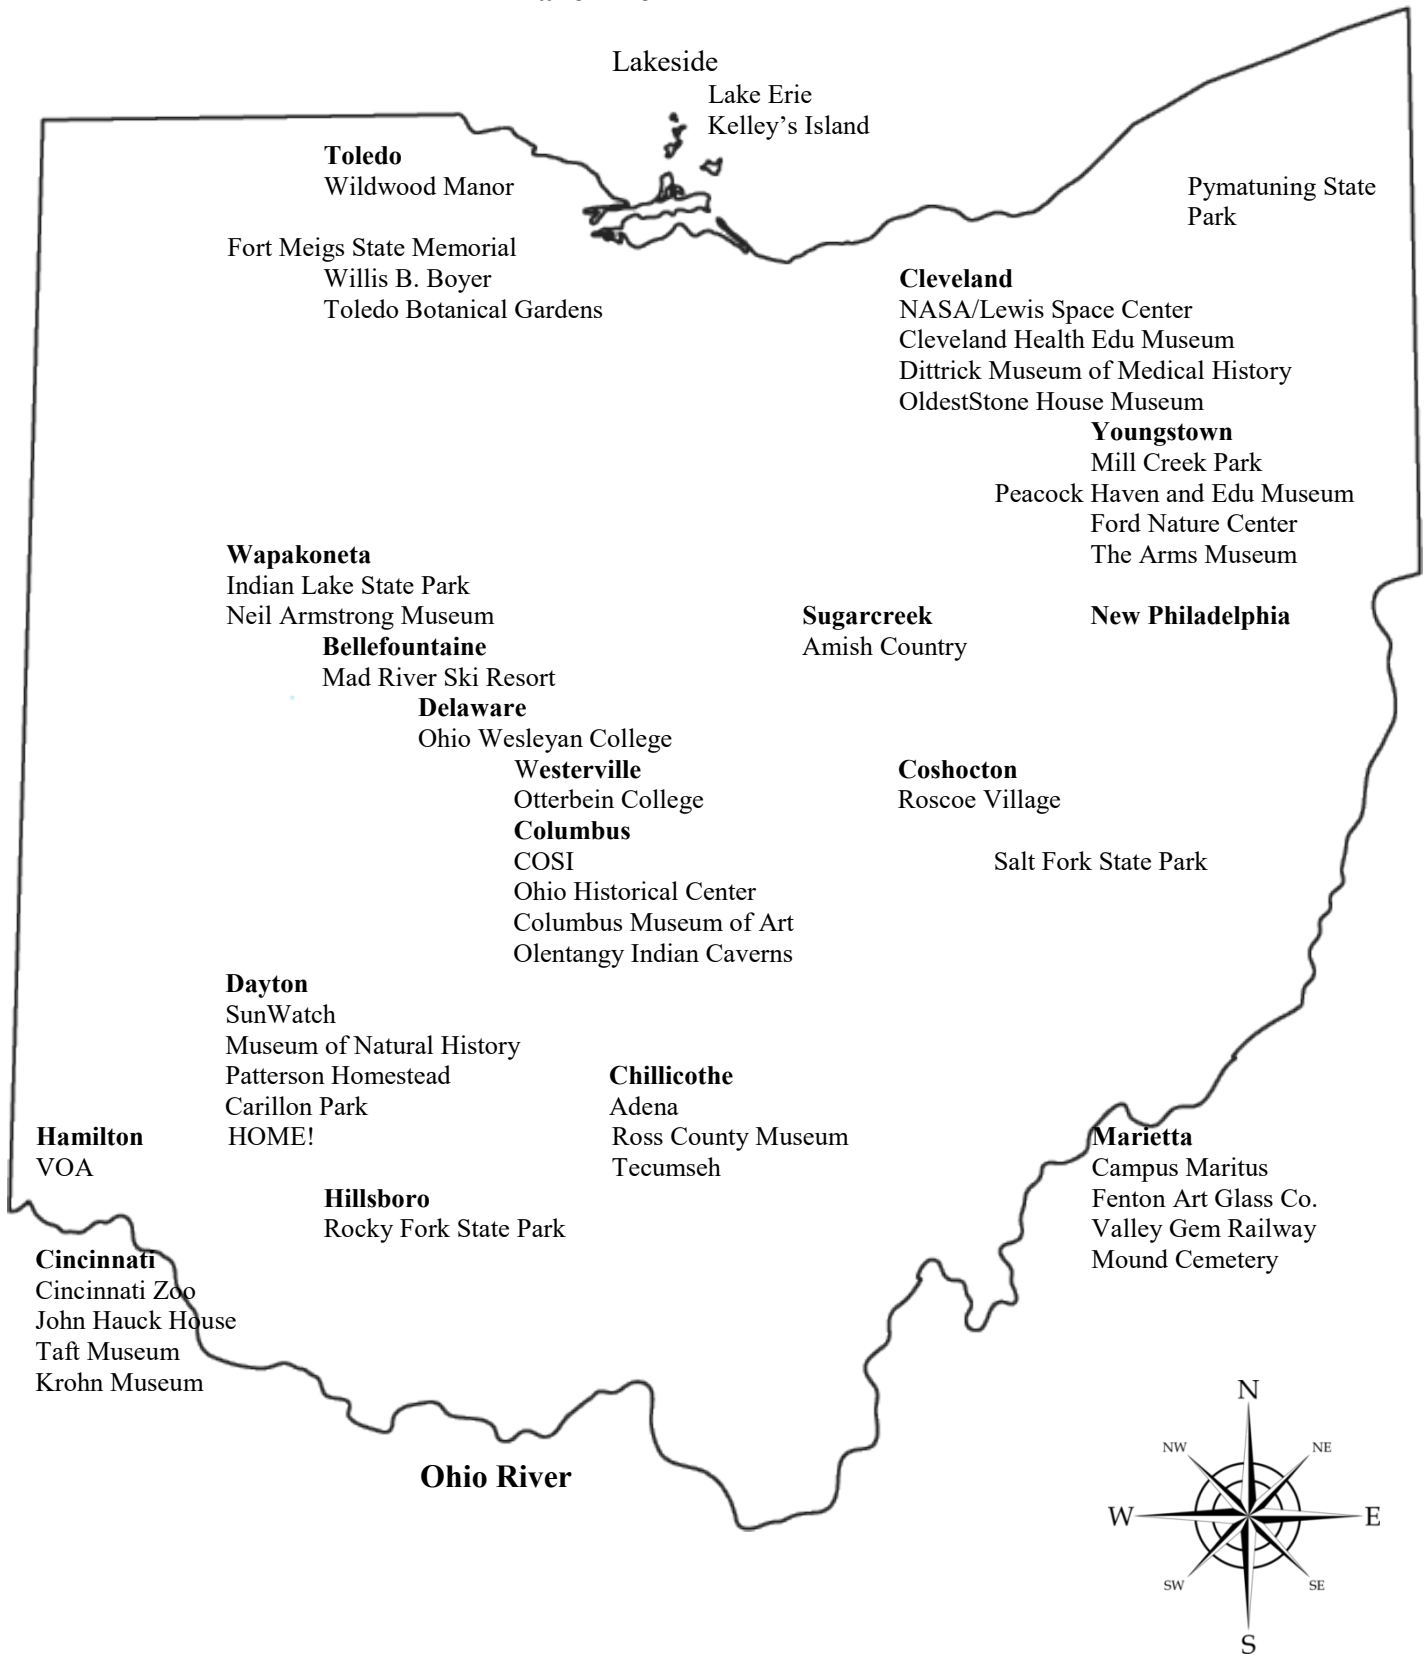 Lakeside
Lake Erie
Kelley's Island
Toledo
Wildwood Manor
Pymatuning State
Park
Fort Meigs State Memorial
Willis B. Boyer
Toledo Botanical Gardens
Cleveland
NASA/Lewis Space Center
Cleveland Health Edu Museum
Dittrick Museum of Medical History
OldestStone House Museum
Youngstown
Mill Creek Park
Peacock Haven and Edu Museum
Ford Nature Center
The Arms Museum
Wapakoneta
Indian Lake State Park
Neil Armstrong Museum
Sugarcreek
Amish Country
New Philadelphia
Bellefountaine
Mad River Ski Resort
Delaware
Ohio Wesleyan College
Westerville
Otterbein College
Coshocton
Roscoe Village
Columbus
COSI
Ohio Historical Center
Columbus Museum of Art
Olentangy Indian Caverns
Salt Fork State Park
Dayton
SunWatch
Museum of Natural History
Patterson Homestead
Carillon Park
HOME!
Chillicothe
Adena
Ross County Museum
Tecumseh
Hamilton
VOA
Marietta
Campus Maritus
Fenton Art Glass Co.
Valley Gem Railway
Mound Cemetery
Hillsboro
Rocky Fork State Park
Cincinnati
Cincinnati Zoo
John Hauck House
Taft Museum
Krohn Museum
Ohio River
N
NW
NE
W
E
SW
SE
S